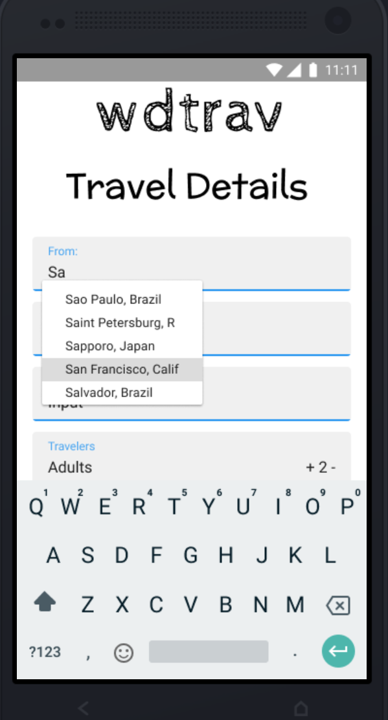 11:11
wdtrav
Travel Details
From:
Sa
Sao Paulo, Brazil
Saint Petersburg, R
Sapporo, Japan
San Francisco, Calif
Salvador, Brazil
Input
Travelers
Adults + 2 -
Q1 W2 E3 R4 T5 Y6 U7 I8 O9 P0
A S D F G H J K L
Z X C V B N M
?123 , .